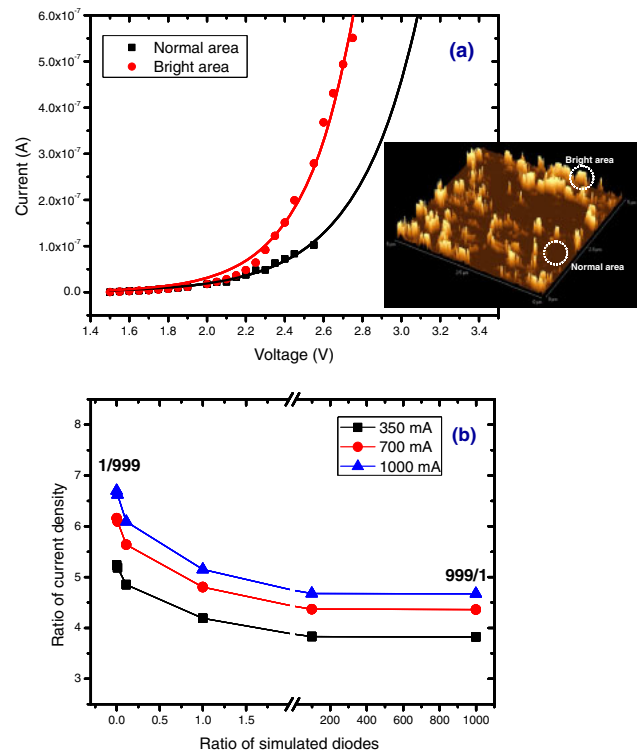 6.0x10⁻⁷
5.0x10⁻⁷
4.0x10⁻⁷
3.0x10⁻⁷
2.0x10⁻⁷
1.0x10⁻⁷
0.0
Current (A)
Normal area
Bright area
(a)
1.4 1.6 1.8 2.0 2.2 2.4 2.6 2.8 3.0 3.2 3.4
Voltage (V)
Bright area
Normal area
8
7
6
5
4
3
Ratio of current density
1/999
350 mA
700 mA
1000 mA
(b)
999/1
0.0 0.5 1.0 1.5 200 400 600 800 1000
Ratio of simulated diodes